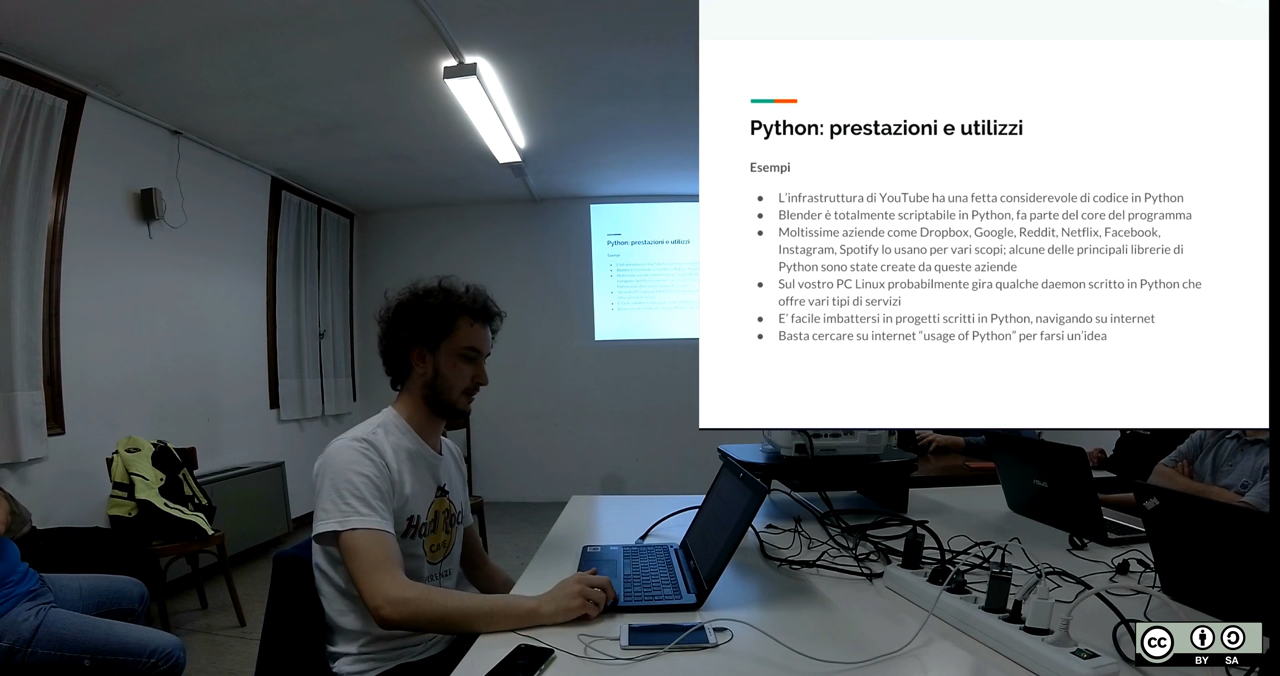 Python: prestazioni e utilizzi
Esempi
● L'infrastruttura di YouTube ha una fetta considerevole di codice in Python
● Blender è totalmente scriptabile in Python, fa parte del core del programma
● Moltissime aziende come Dropbox, Google, Reddit, Netflix, Facebook,
Instagram, Spotify lo usano per vari scopi; alcune delle principali librerie di
Python sono state create da queste aziende
● Sul vostro PC Linux probabilmente gira qualche daemon scritto in Python che
offre vari tipi di servizi
● E' facile imbattersi in progetti scritti in Python, navigando su internet
● Basta cercare su internet “usage of Python” per farsi un'idea
Python: prestazioni e utilizzi
Esempi
Hard Rock
CAFE
FIRENZE
ASUS
CC
BY SA